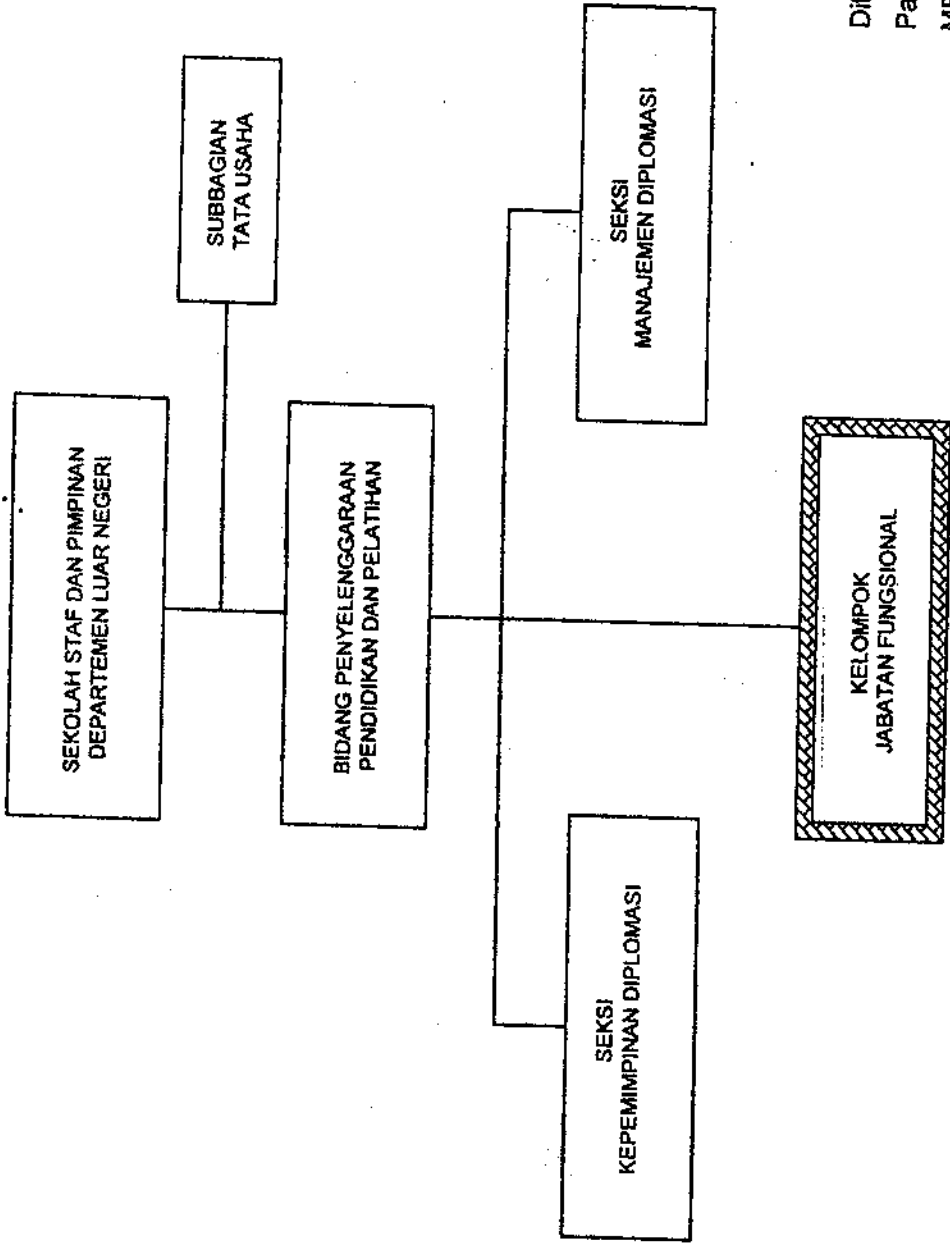 SEKOLAH STAF DAN PIMPINAN
DEPARTEMEN LUAR NEGERI
SUBBAGIAN
TATA USAHA
BIDANG PENYELENGGARAAN
PENDIDIKAN DAN PELATIHAN
SEKSI
KEPEMIMPINAN DIPLOMASI
SEKSI
MANAJEMEN DIPLOMASI
KELOMPOK
JABATAN FUNGSIONAL
Pa